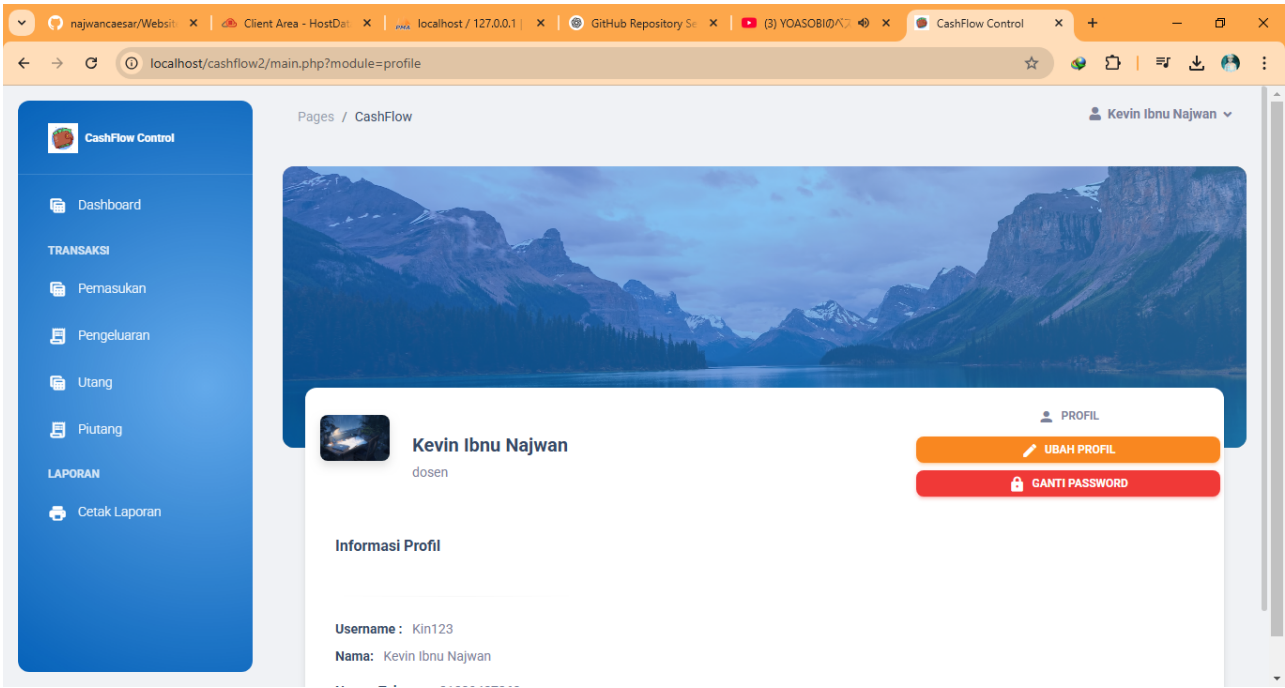 najwancaesar/Websit
Client Area - HostDat
localhost / 127.0.0.1 |
GitHub Repository Se
(3) YOASOBIのベス
CashFlow Control
localhost/cashflow2/main.php?module=profile
CashFlow Control
Pages / CashFlow
Kevin Ibnu Najwan
Dashboard
TRANSAKSI
Pemasukan
Pengeluaran
Utang
Piutang
LAPORAN
Cetak Laporan
Kevin Ibnu Najwan
dosen
PROFIL
UBAH PROFIL
GANTI PASSWORD
Informasi Profil
Username : Kin123
Nama: Kevin Ibnu Najwan